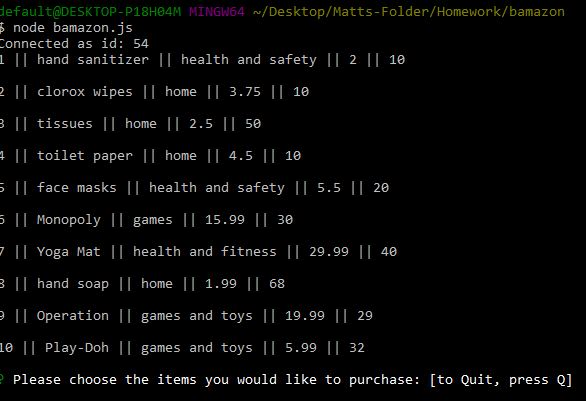 default@DESKTOP-P18H04M MINGW64 ~/Desktop/Matts-Folder/Homework/bamazon
$ node bamazon.js
Connected as id: 54
1 || hand sanitizer || health and safety || 2 || 10
2 || clorox wipes || home || 3.75 || 10
3 || tissues || home || 2.5 || 50
4 || toilet paper || home || 4.5 || 10
5 || face masks || health and safety || 5.5 || 20
6 || Monopoly || games || 15.99 || 30
7 || Yoga Mat || health and fitness || 29.99 || 40
8 || hand soap || home || 1.99 || 68
9 || Operation || games and toys || 19.99 || 29
10 || Play-Doh || games and toys || 5.99 || 32
? Please choose the items you would like to purchase: [to Quit, press Q]